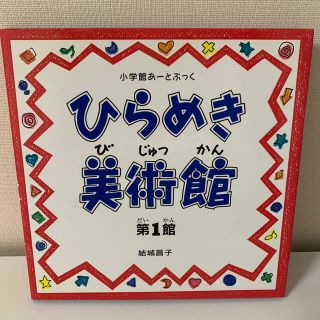 小学館あーとぶっく
ひらめき
び じゅつ かん
美術館
だい かん
第1館
結城昌子